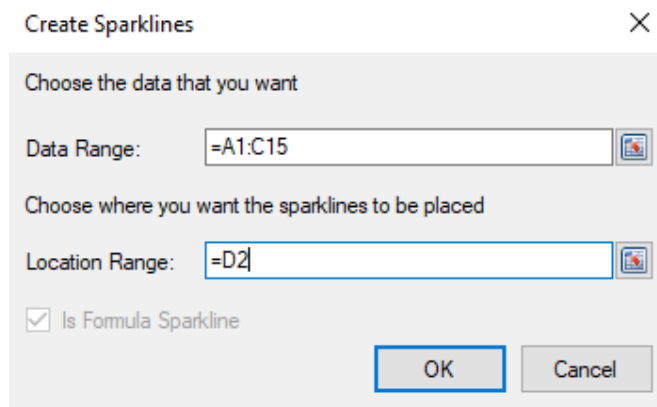 Create Sparklines
Choose the data that you want
Data Range: =A1:C15
Choose where you want the sparklines to be placed
Location Range: =D2
Is Formula Sparkline
OK Cancel